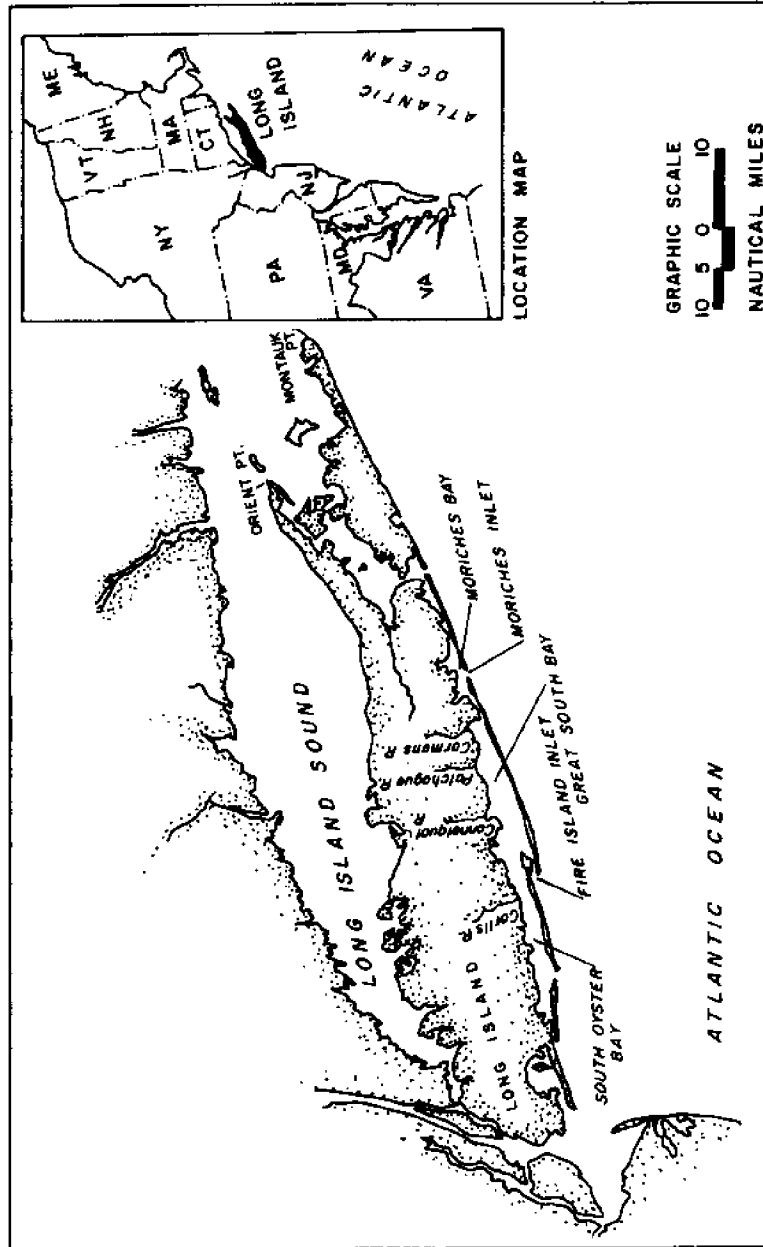 ME
VT
NH
MA
CT
NY
PA
NJ
MD
VA
LONG
ISLAND
ATLANTIC
OCEAN
LOCATION MAP
GRAPHIC SCALE
10 5 0 10
NAUTICAL MILES
LONG ISLAND SOUND
ORIENT PT.
MONTAUK
PT.
LONG ISLAND
Carlls R.
Connetquot R.
Patchogue R.
Carmans R.
MORICHES BAY
MORICHES INLET
FIRE ISLAND INLET
GREAT SOUTH BAY
SOUTH OYSTER
BAY
ATLANTIC OCEAN